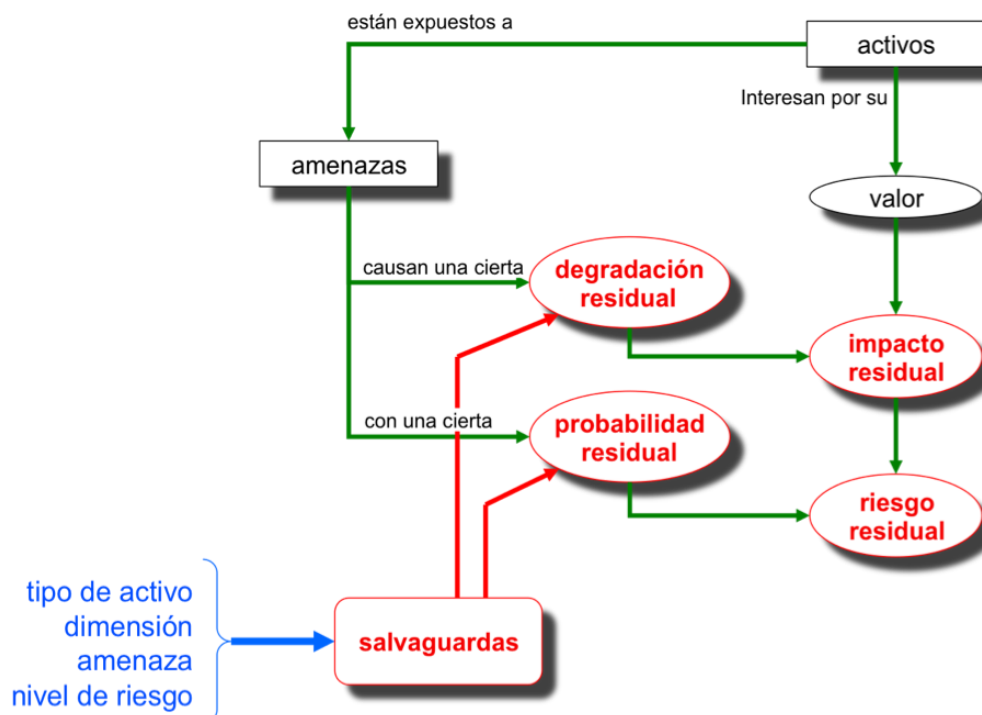 están expuestos a
activos
Interesan por su
amenazas
valor
causan una cierta
degradación
residual
impacto
residual
con una cierta
probabilidad
residual
riesgo
residual
tipo de activo
dimensión
amenaza
nivel de riesgo
salvaguardas